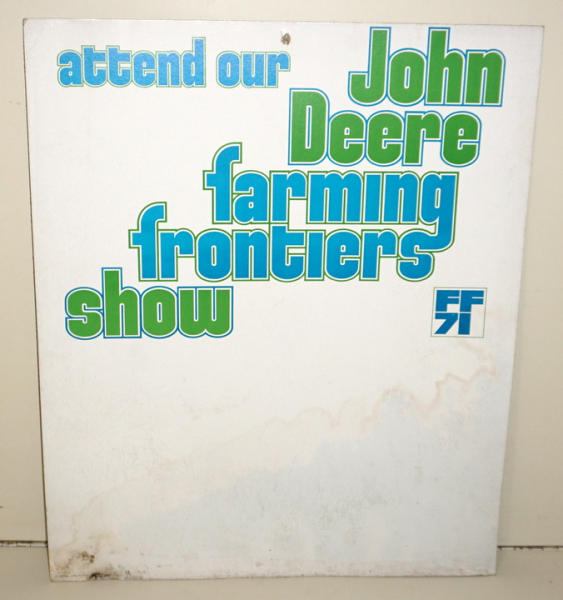 attend our John
Deere
farming
frontiers
show
FF
71